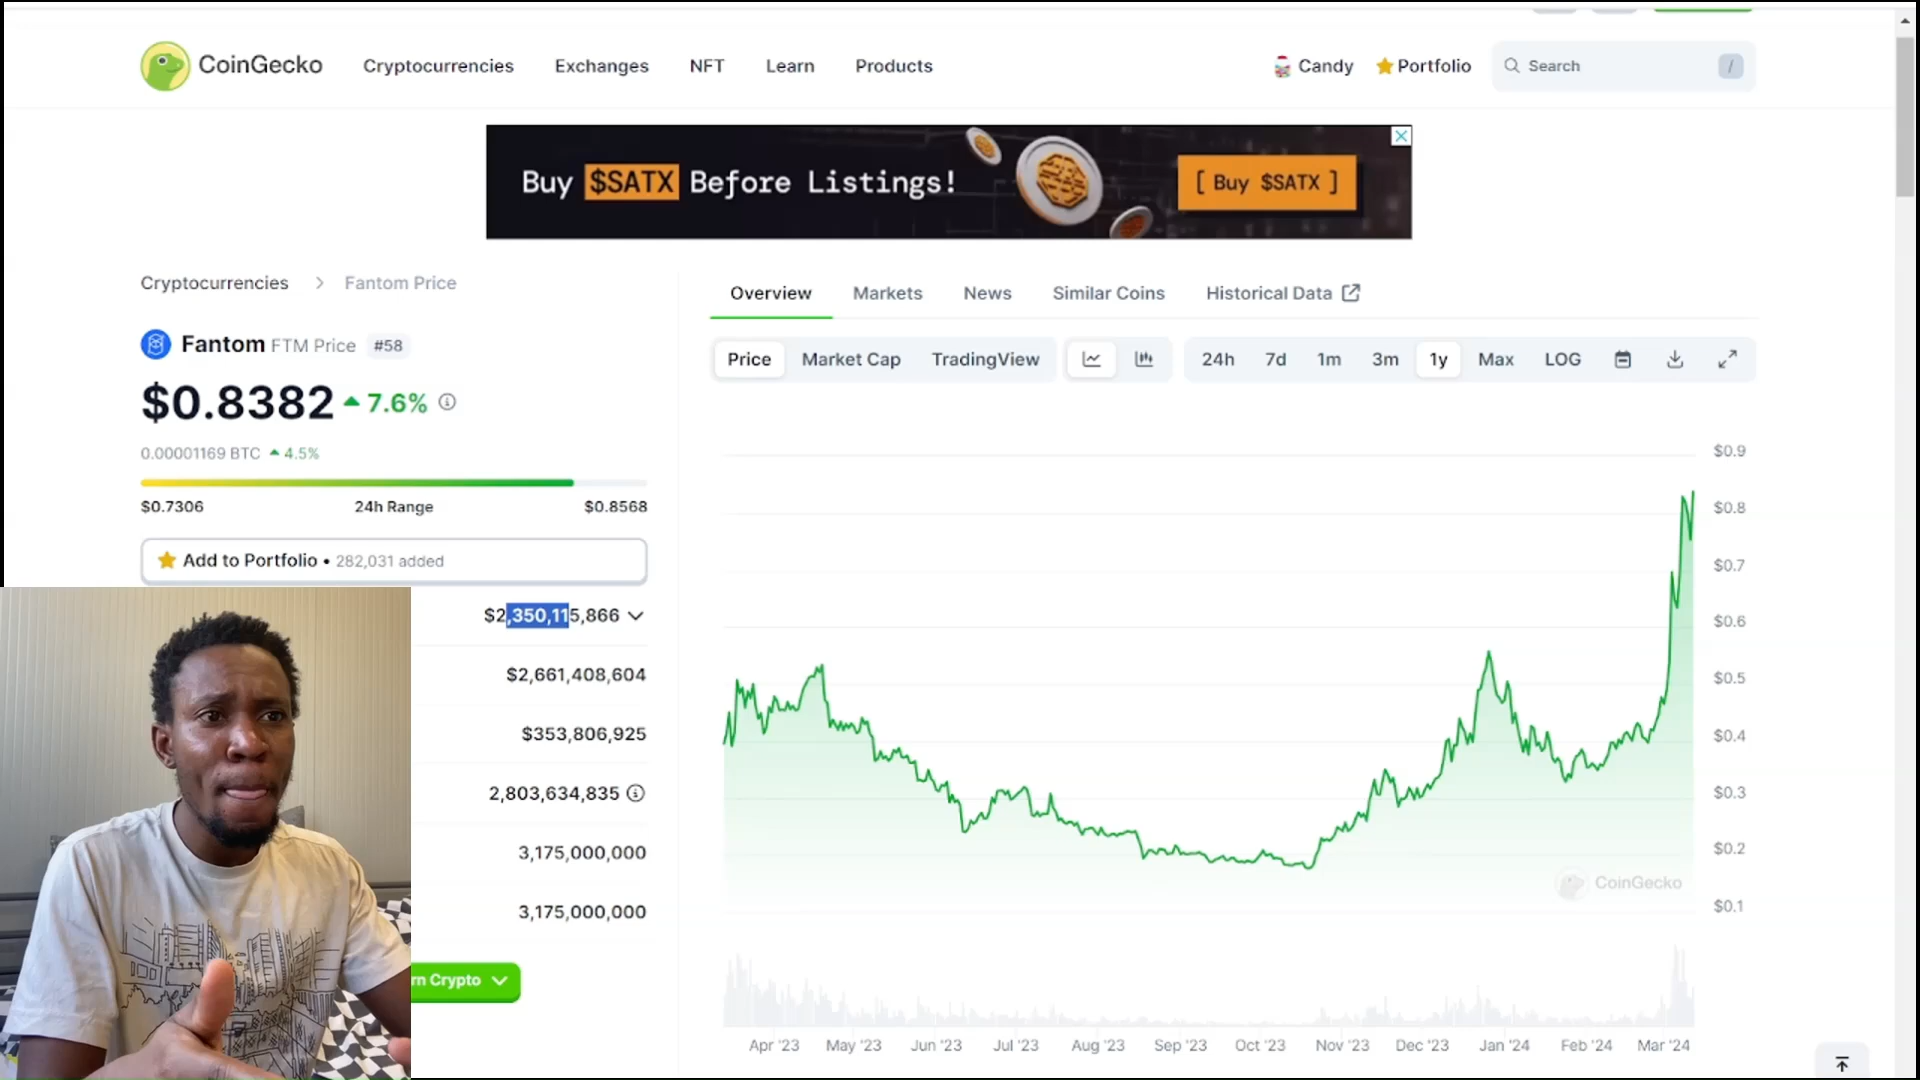 CoinGecko
Cryptocurrencies
Exchanges
NFT
Learn
Products
Candy
Portfolio
Search
/
Buy $SATX Before Listings!
[ Buy $SATX ]
Cryptocurrencies
Fantom Price
Fantom FTM Price #58
$0.8382 7.6%
0.00001169 BTC 4.5%
$0.7306 24h Range $0.8568
Add to Portfolio • 282,031 added
$2,350,115,866
$2,661,408,604
$353,806,925
2,803,634,835
3,175,000,000
3,175,000,000
rn Crypto
Overview
Markets
News
Similar Coins
Historical Data
Price
Market Cap
TradingView
24h
7d
1m
3m
1y
Max
LOG
$0.9
$0.8
$0.7
$0.6
$0.5
$0.4
$0.3
$0.2
$0.1
CoinGecko
Apr '23
May '23
Jun '23
Jul '23
Aug '23
Sep '23
Oct '23
Nov '23
Dec '23
Jan '24
Feb '24
Mar '24